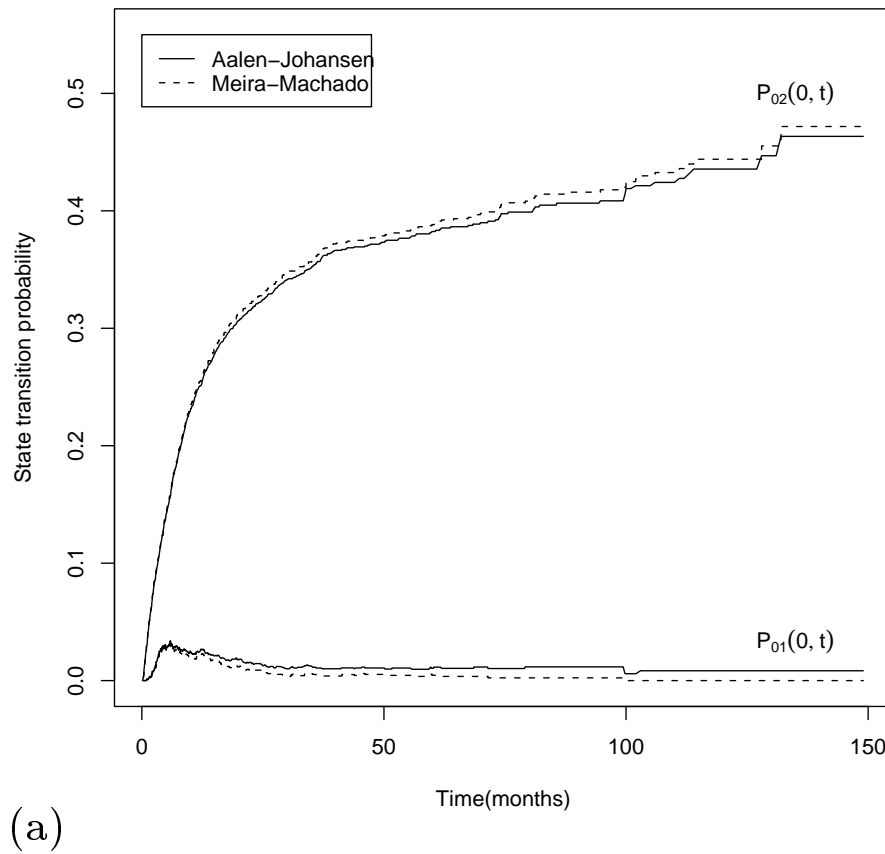 Aalen−Johansen
Meira−Machado
P02(0, t)
P01(0, t)
State transition probability
0.5
0.4
0.3
0.2
0.1
0.0
0 50 100 150
Time(months)
(a)